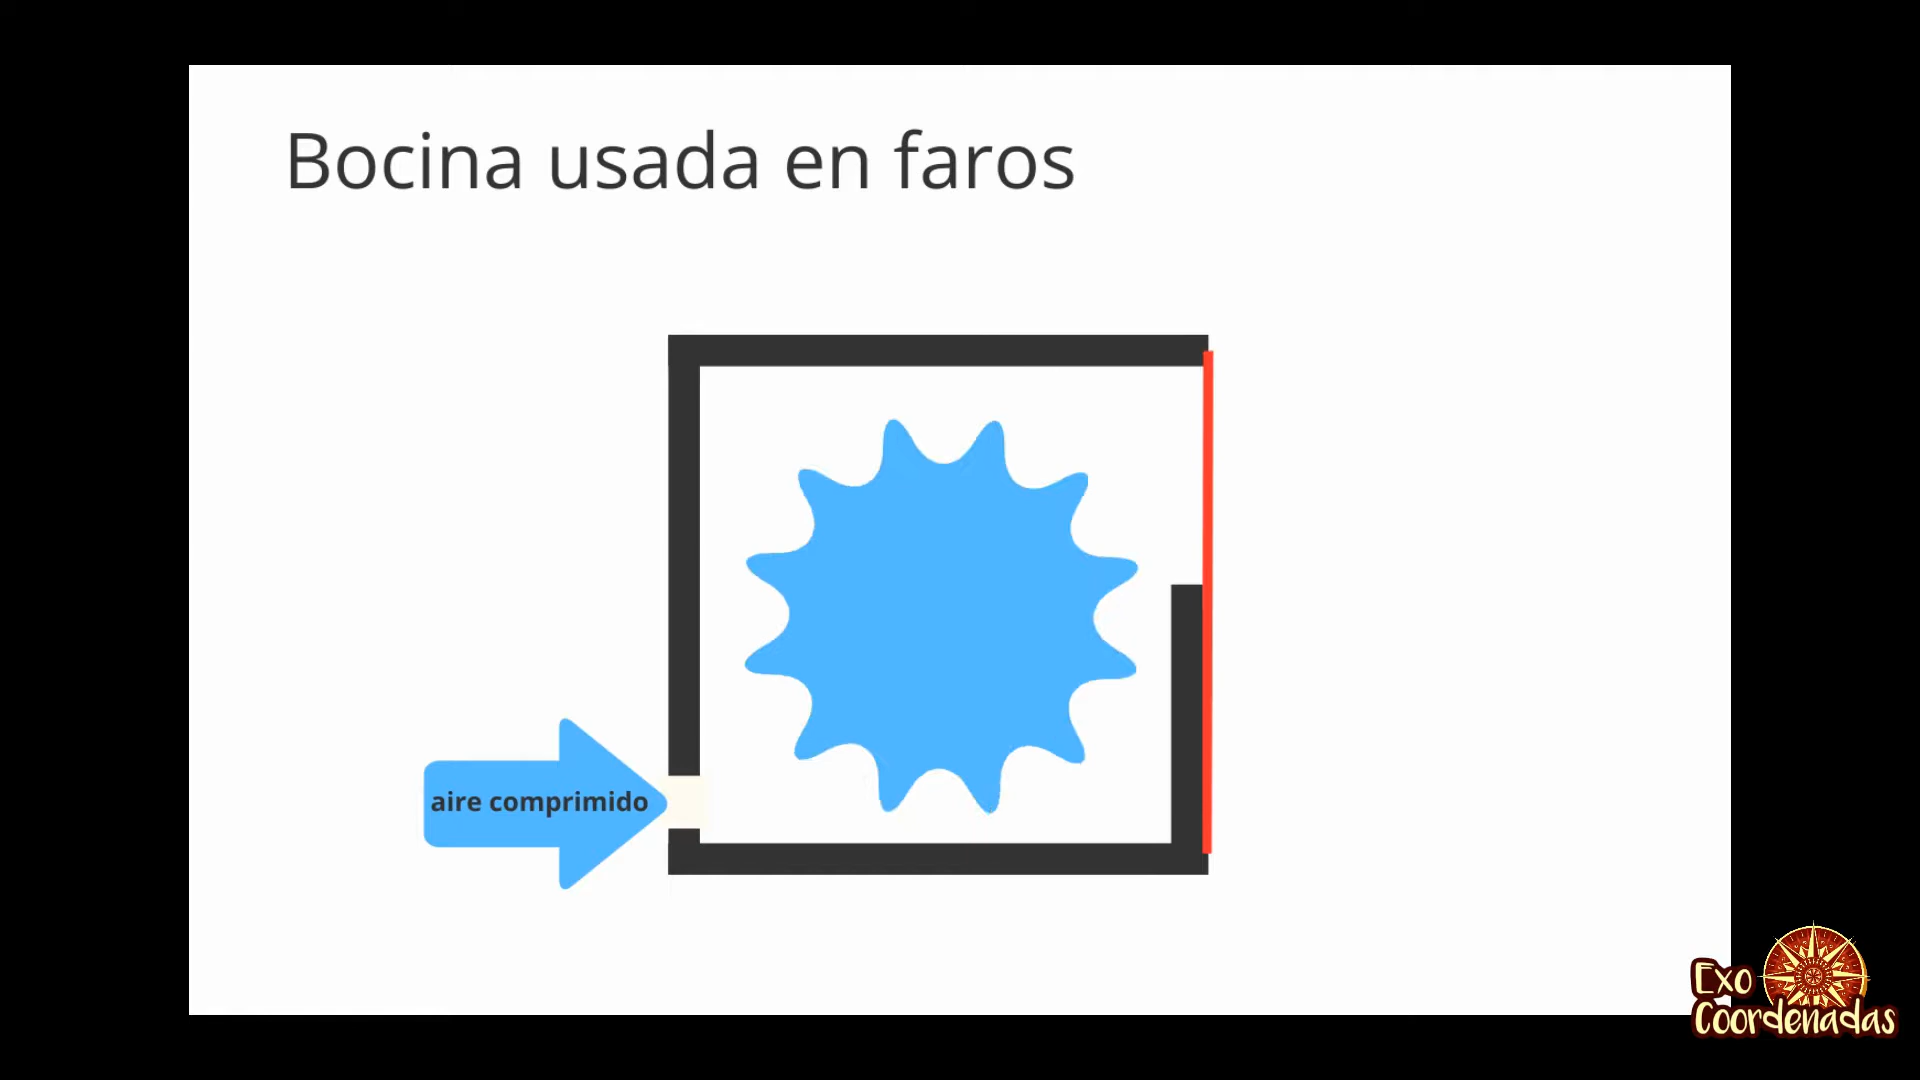 Bocina usada en faros
aire comprimido
Exo
Coordenadas